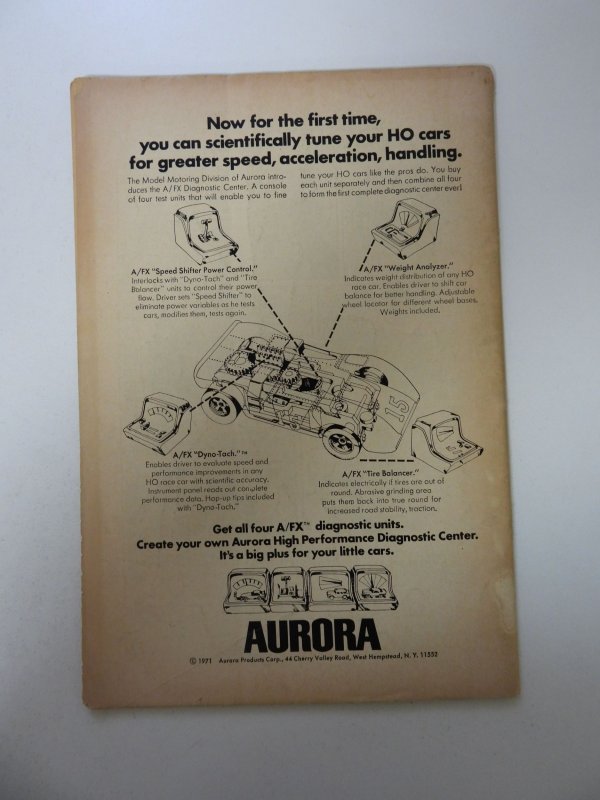 Now for the first time,
you can scientifically tune your HO cars
for greater speed, acceleration, handling.
The Model Motoring Division of Aurora intro-
duces the A/FX Diagnostic Center. A console
of four test units that will enable you to fine
tune your HO cars like the pros do. You buy
each unit separately and then combine all four
to form the first complete diagnostic center ever!
A/FX "Speed Shifter Power Control."
Interlocks with "Dyno-Tach" and "Tire
Balancer" units to control their power
flow. Driver sets "Speed Shifter" to
eliminate power variables as he tests
cars, modifies them, tests again.
A/FX "Weight Analyzer."
Indicates weight distribution of any HO
race car. Enables driver to shift car
balance for better handling. Adjustable
wheel locator for different wheel bases.
Weights included.
15
A/FX "Dyno-Tach."™
Enables driver to evaluate speed and
performance improvements in any
HO race car with scientific accuracy.
Instrument panel reads out complete
performance data. Hop-up tips included
with "Dyno-Tach."
A/FX "Tire Balancer."
Indicates electrically if tires are out of
round. Abrasive grinding area
puts them back into true round for
increased road stability, traction.
Get all four A/FX™ diagnostic units.
Create your own Aurora High Performance Diagnostic Center.
It's a big plus for your little cars.
AURORA
© 1971 Aurora Products Corp., 44 Cherry Valley Road, West Hempstead, N. Y. 11552